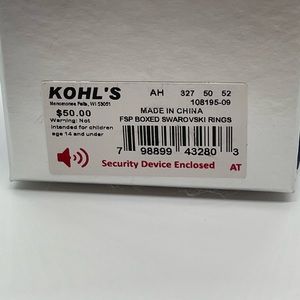 KOHL'S
Menomonee Falls, WI 53051
$50.00
Warning: Not
intended for children
age 14 and under
AH 327 50 52
108195-09
MADE IN CHINA
FSP BOXED SWAROVSKI RINGS
7 98899 43280 3
Security Device Enclosed
AT